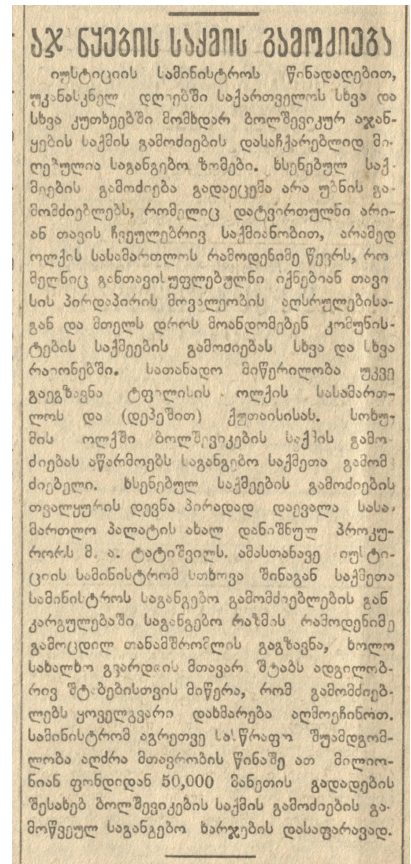 აჯ ნყების საქმის გამოძიება
იუსტიციის სამინისტროს წინადადებით,
უკანასკნელ დღიებში საქართველოს სხვა და
სხვა კუთხეებში მომხდარ ბოლშევიკურ აჯან-
ყების საქმის გამოძიების დასაჩქარებლიდ მი-
ღებულია საგანგებო ზომები. ხსენებულ საქ-
მიების გამოძიება გადაეცემა არა უბნის გა-
მომძიებლებს, რომელიც დატვირთულნი არი-
ან თავის ჩვეულებრივ საქმიანობით, არამედ
ოლქის სასამართლოს რამოდენიმე წევრს, რო
მელნიც განთავისუფლებულნი იქნებიან თავი
სის პირდაპირის მოვალეობის აღსრულებისა-
გან და მთელს დროს მოანდომებენ კომუნის-
ტების საქმეების გამოძიებას სხვა და სხვა
რაიონებში. სათანადო მიწერილობა უკვე
გაეგზავნა ტფილისის ოლქის სასამართ-
ლოს და (დეპეშით) ქუთაისისას. სოხუ-
მის ოლქში ბოლშევიკების საქმის გამო-
ძიებას აწარმოებს საგანგებო საქმეთა გამომ
ძიებელი. ხსენებულ საქმეების გამოძიების
თვალყურის დევნა პირადად დაევალა სასა-
მართლო პალატის ახალ დანიშნულ პროკუ-
რორს მ. ა. ტატიშვილს. ამასთანავე იუსტი-
ციის სამინისტრომ სთხოვა შინაგან საქმეთა
სამინისტროს საგანგებო გამომძიებლების გან
კარგულებაში საგანგებო რაზმის რამოდენიმე
გამოცდილ თანამშრომლის გაგზავნა, ხოლო
სახალხო გვარდიის მთავარ შტაბს ადგილობ-
რივ შტაბებისთვის მიწერა, რომ გამომძიებ-
ლებს ყოველგვარი დახმარება აღმოეჩინოთ.
სამინისტრომ აგრეთვე სასწრაფო შუამდგომ-
ლობა აღძრა მთავრობის წინაშე ათ მილიო-
ნიან ფონდიდან 50,000 მანეთის გადადების
შესახებ ბოლშევიკების საქმის გამოძიების გა-
მოწვეულ საგანგებო ხარჯების დასაფარავად.